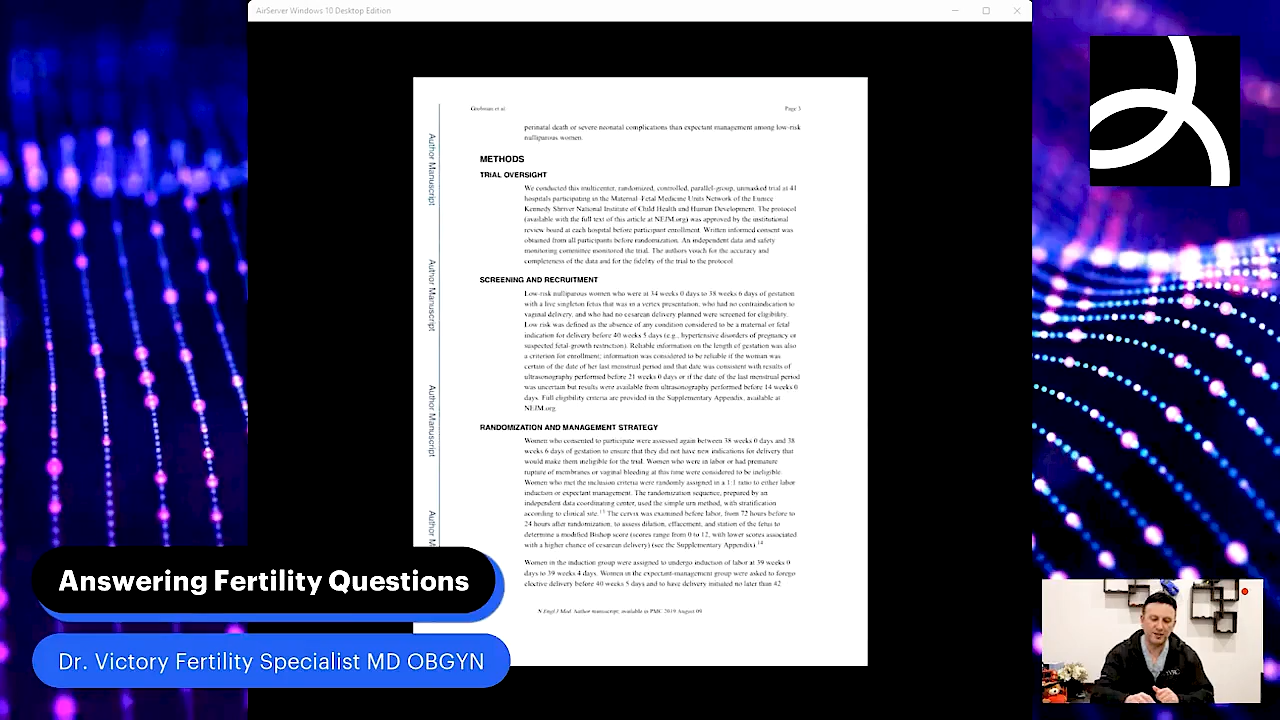 AirServer Windows 10 Desktop Edition
Grobman et al.
Page 3
perinatal death or severe neonatal complications than expectant management among low-risk
nulliparous women.
METHODS
TRIAL OVERSIGHT
We conducted this multicenter, randomized, controlled, parallel-group, unmasked trial at 41
hospitals participating in the Maternal–Fetal Medicine Units Network of the Eunice
Kennedy Shriver National Institute of Child Health and Human Development. The protocol
(available with the full text of this article at NEJM.org) was approved by the institutional
review board at each hospital before participant enrollment. Written informed consent was
obtained from all participants before randomization. An independent data and safety
monitoring committee monitored the trial. The authors vouch for the accuracy and
completeness of the data and for the fidelity of the trial to the protocol.
SCREENING AND RECRUITMENT
Low-risk nulliparous women who were at 34 weeks 0 days to 38 weeks 6 days of gestation
with a live singleton fetus that was in a vertex presentation, who had no contraindication to
vaginal delivery, and who had no cesarean delivery planned were screened for eligibility.
Low risk was defined as the absence of any condition considered to be a maternal or fetal
indication for delivery before 40 weeks 5 days (e.g., hypertensive disorders of pregnancy or
suspected fetal-growth restriction). Reliable information on the length of gestation was also
a criterion for enrollment; information was considered to be reliable if the woman was
certain of the date of her last menstrual period and that date was consistent with results of
ultrasonography performed before 21 weeks 0 days or if the date of the last menstrual period
was uncertain but results were available from ultrasonography performed before 14 weeks 0
days. Full eligibility criteria are provided in the Supplementary Appendix, available at
NEJM.org.
RANDOMIZATION AND MANAGEMENT STRATEGY
Women who consented to participate were assessed again between 38 weeks 0 days and 38
weeks 6 days of gestation to ensure that they did not have new indications for delivery that
would make them ineligible for the trial. Women who were in labor or had premature
rupture of membranes or vaginal bleeding at this time were considered to be ineligible.
Women who met the inclusion criteria were randomly assigned in a 1:1 ratio to either labor
induction or expectant management. The randomization sequence, prepared by an
independent data coordinating center, used the simple urn method, with stratification
according to clinical site.13 The cervix was examined before labor, from 72 hours before to
24 hours after randomization, to assess dilation, effacement, and station of the fetus to
determine a modified Bishop score (scores range from 0 to 12, with lower scores associated
with a higher chance of cesarean delivery) (see the Supplementary Appendix).14
Women in the induction group were assigned to undergo induction of labor at 39 weeks 0
days to 39 weeks 4 days. Women in the expectant-management group were asked to forego
elective delivery before 40 weeks 5 days and to have delivery initiated no later than 42
N Engl J Med. Author manuscript; available in PMC 2019 August 09.
Author Manuscript
Author Manuscript
Author Manuscript
Author M
nswering Fertility Questions
Dr. Victory Fertility Specialist MD OBGYN